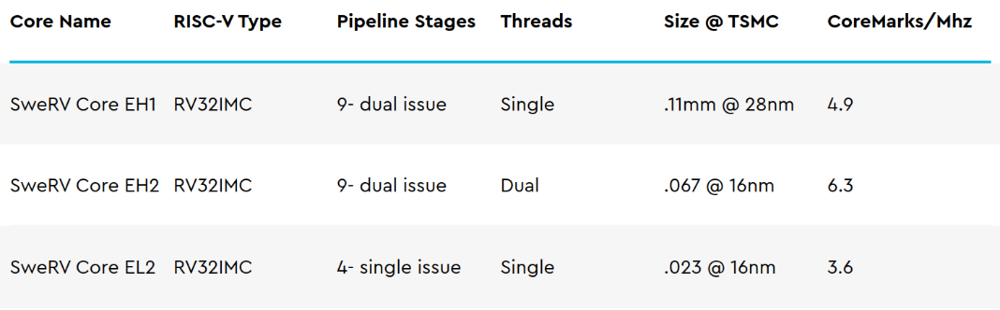 Core Name RISC-V Type Pipeline Stages Threads Size @ TSMC CoreMarks/Mhz
SweRV Core EH1 RV32IMC 9- dual issue Single .11mm @ 28nm 4.9
SweRV Core EH2 RV32IMC 9- dual issue Dual .067 @ 16nm 6.3
SweRV Core EL2 RV32IMC 4- single issue Single .023 @ 16nm 3.6